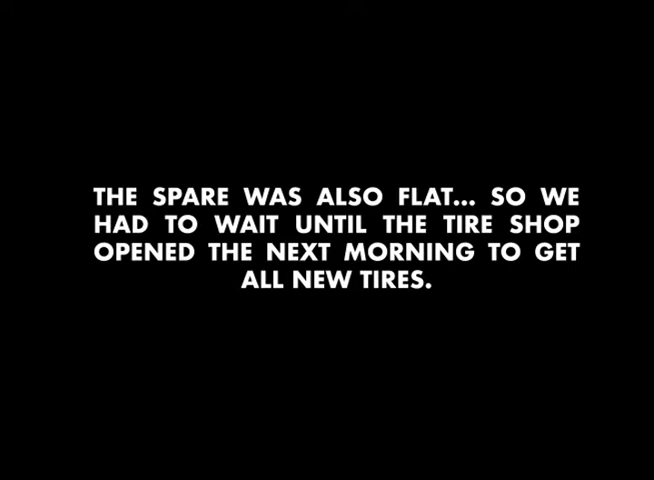 THE SPARE WAS ALSO FLAT... SO WE
HAD TO WAIT UNTIL THE TIRE SHOP
OPENED THE NEXT MORNING TO GET
ALL NEW TIRES.